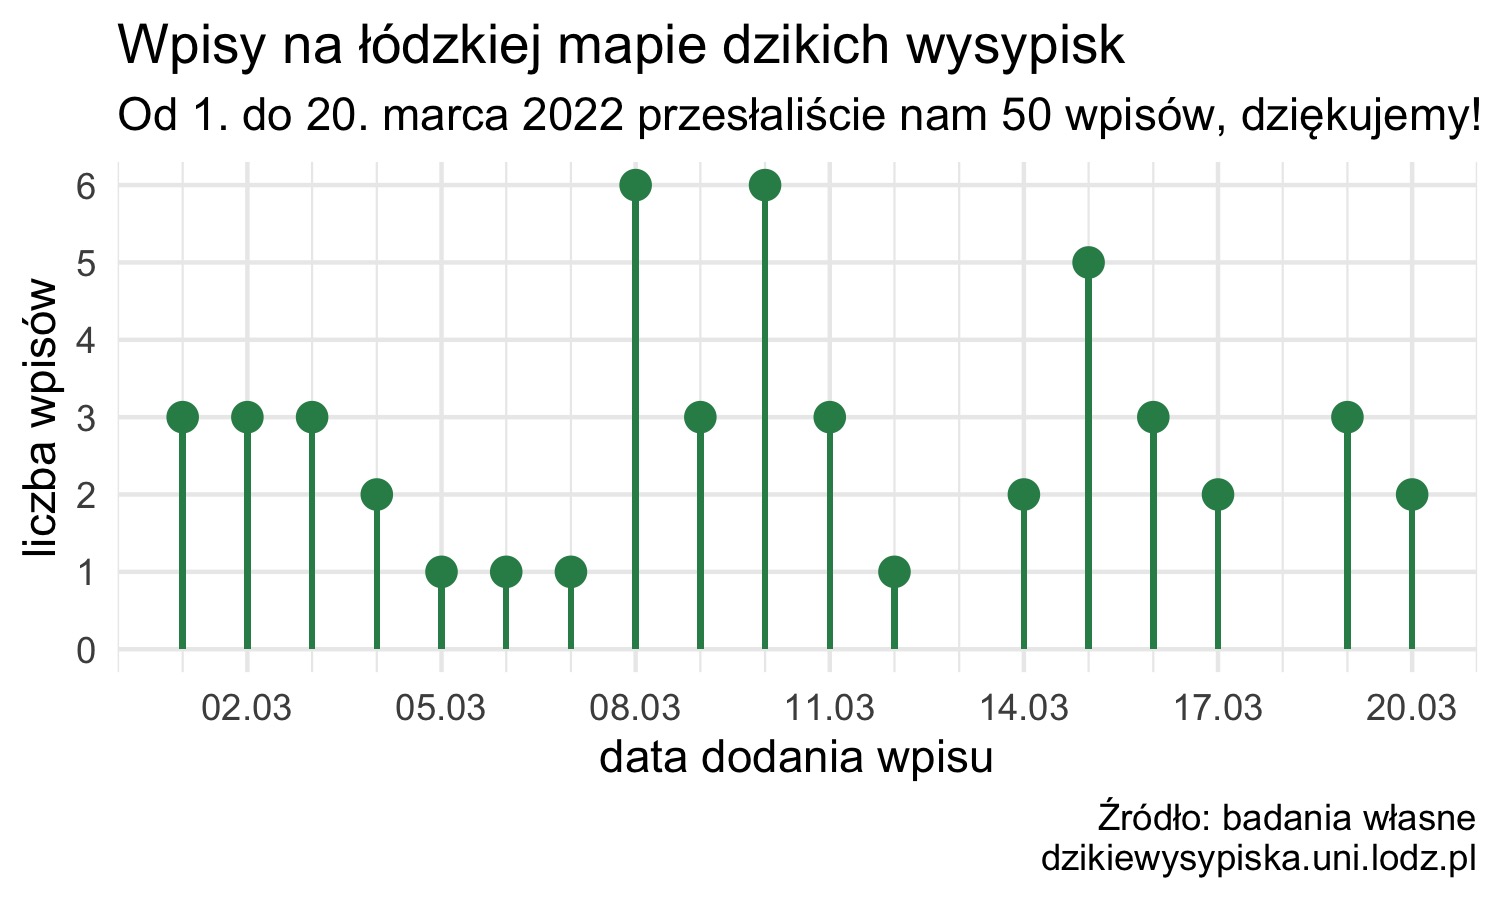 Wpisy na łódzkiej mapie dzikich wysypisk
Od 1. do 20. marca 2022 przesłaliście nam 50 wpisów, dziękujemy!
liczba wpisów
6
5
4
3
2
1
0
02.03 05.03 08.03 11.03 14.03 17.03 20.03
data dodania wpisu
Źródło: badania własne
dzikiewysypiska.uni.lodz.pl